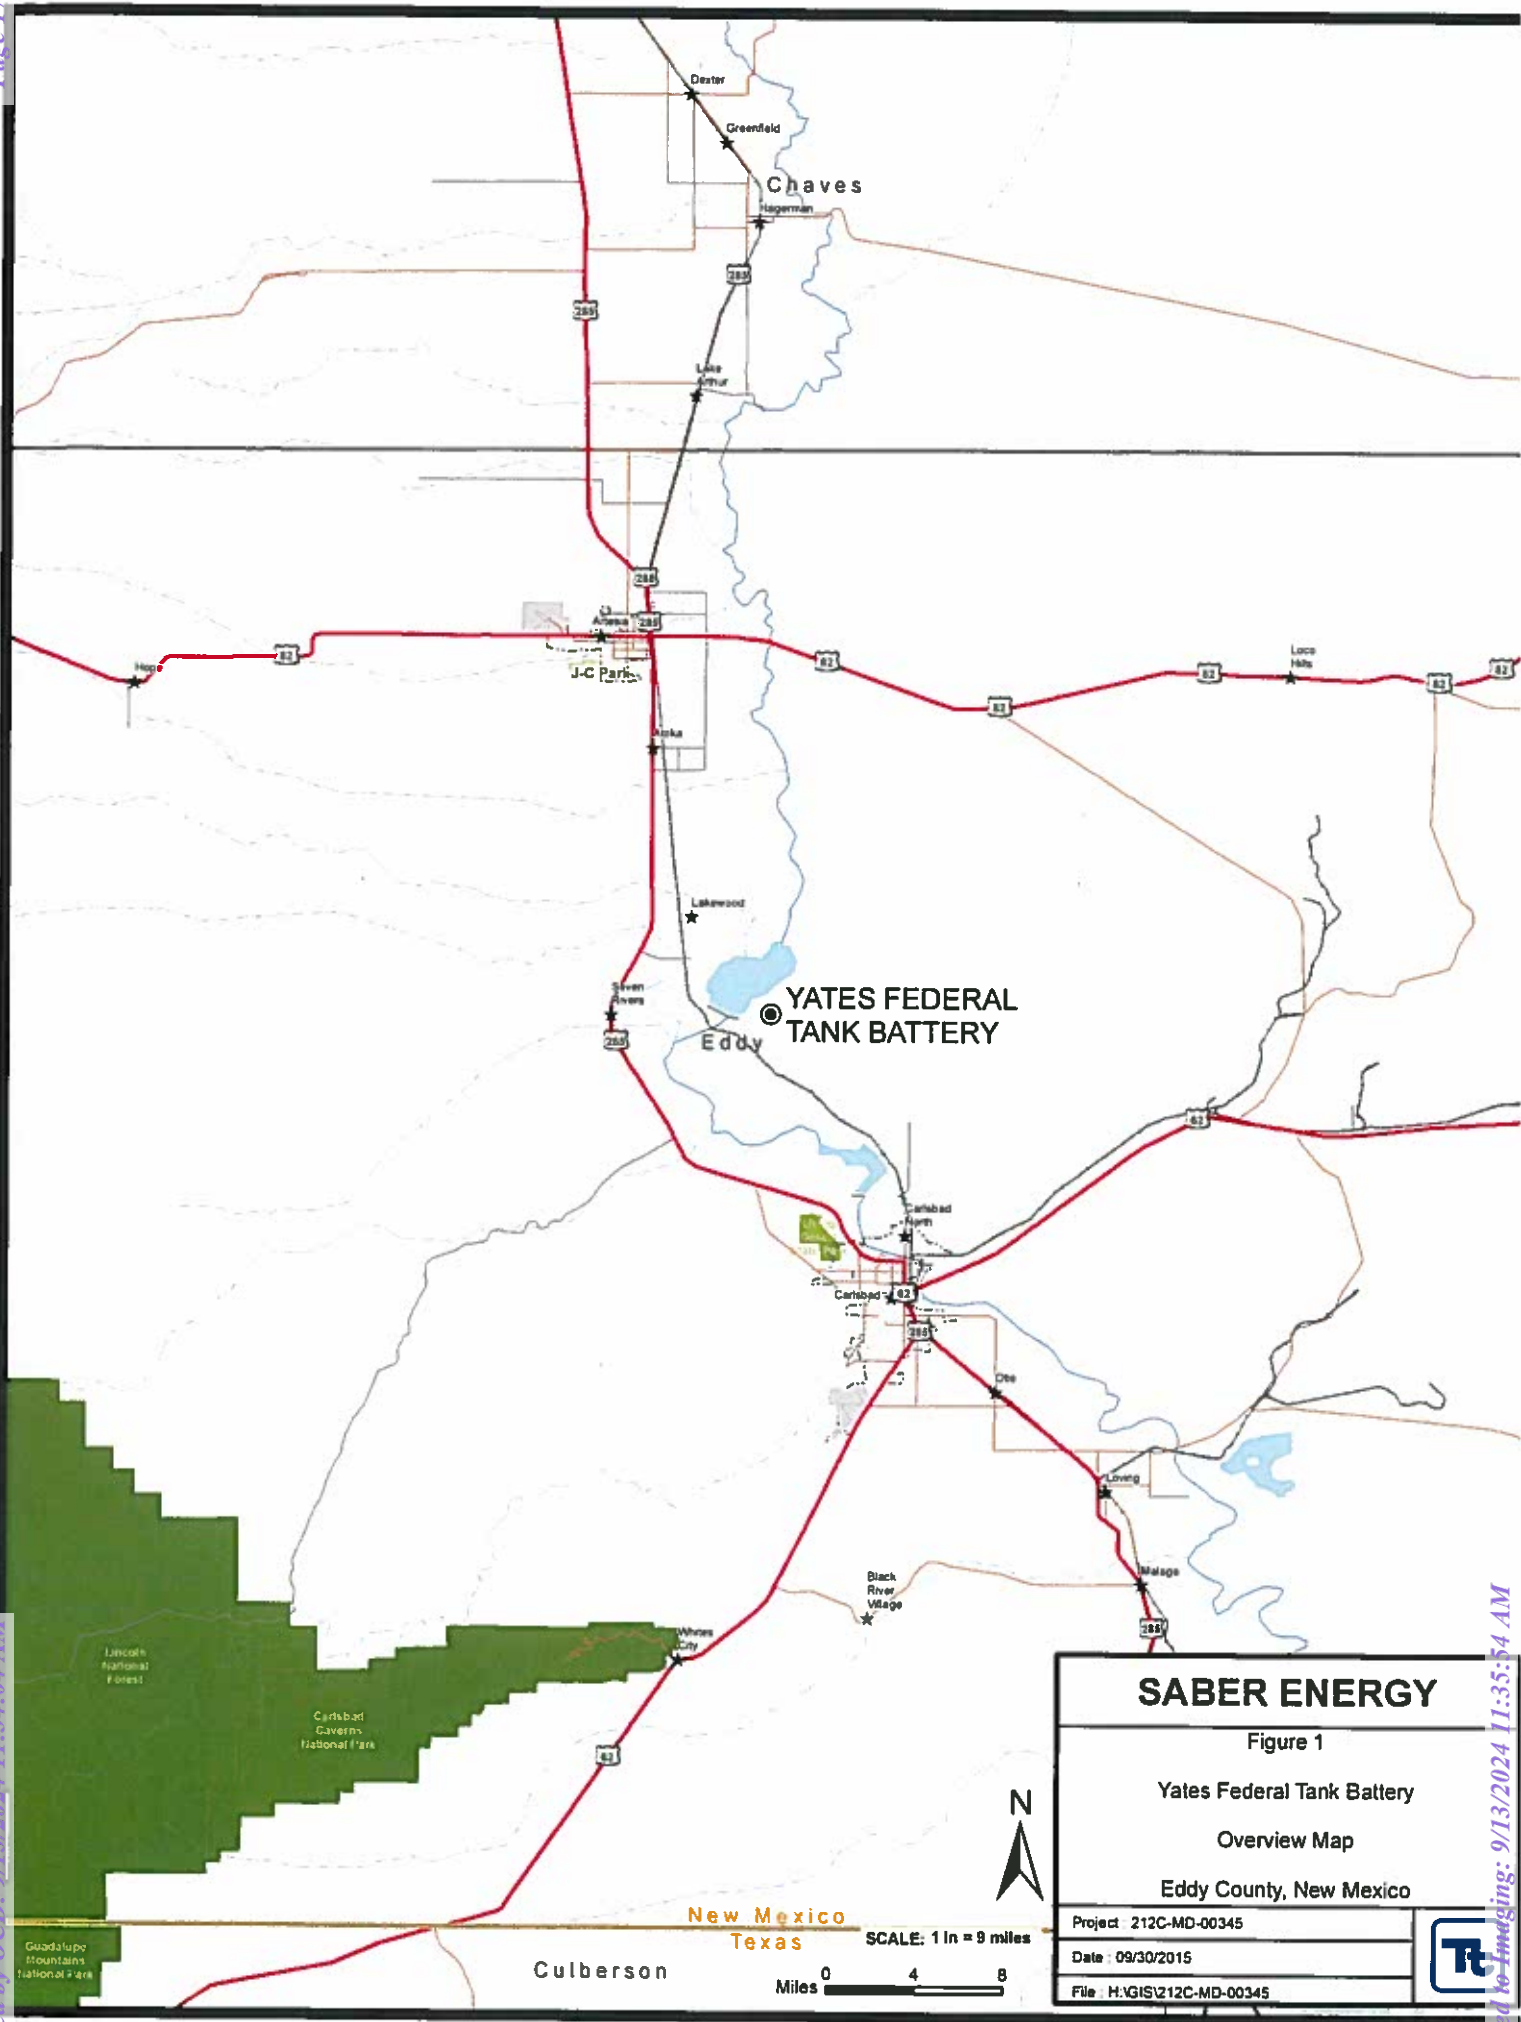 Dexter
Greenfield
Chaves
Hagerman
285
285
Lake
Arthur
285
Artesia
285
J-C Park
Hope
82
82
82
82
82
82
Loco
Hills
Atoka
Lakewood
YATES FEDERAL
TANK BATTERY
Seven
Rivers
285
Eddy
62
Carlsbad
North
Carlsbad
62
285
Otis
Loving
Malaga
Black
River
Village
285
Whites
City
62
Lincoln
National
Forest
Carlsbad
Caverns
National Park
Guadalupe
Mountains
National Park
New Mexico
Texas
Culberson
N
SCALE: 1 in = 9 miles
Miles
0 4 8
SABER ENERGY
Figure 1
Yates Federal Tank Battery
Overview Map
Eddy County, New Mexico
Project : 212C-MD-00345
Date : 09/30/2015
File : H:\GIS\212C-MD-00345
Tt
to Imaging: 9/13/2024 11:35:54 AM